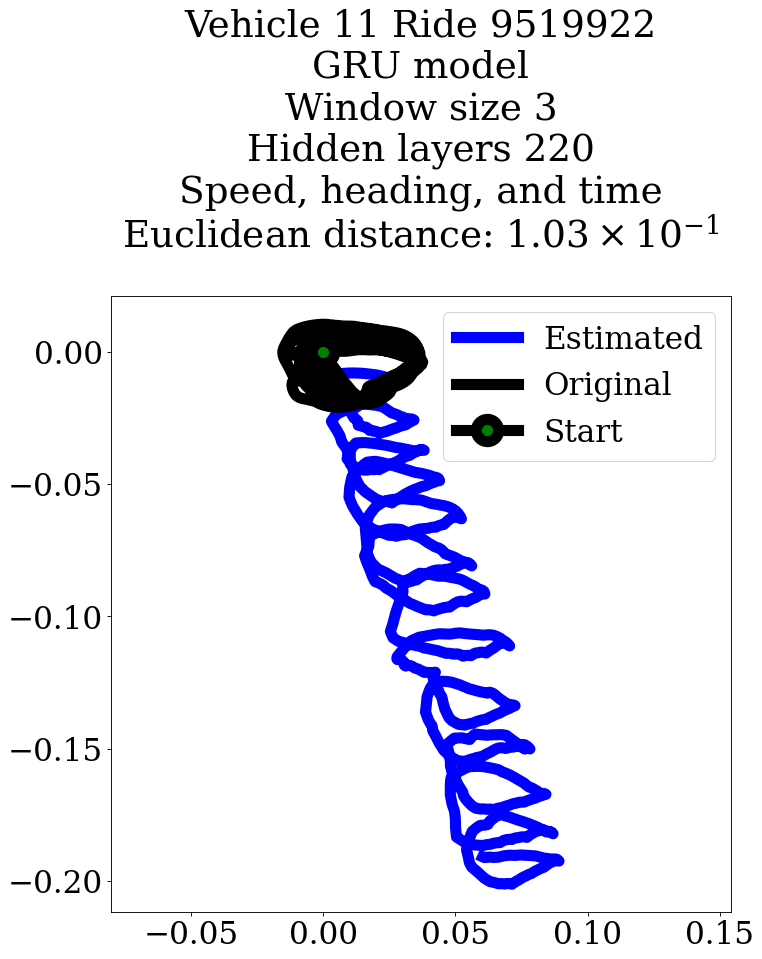 Vehicle 11 Ride 9519922
GRU model
Window size 3
Hidden layers 220
Speed, heading, and time
Euclidean distance: 1.03 × 10⁻¹
Estimated
Original
Start
0.00
−0.05
−0.10
−0.15
−0.20
−0.05 0.00 0.05 0.10 0.15